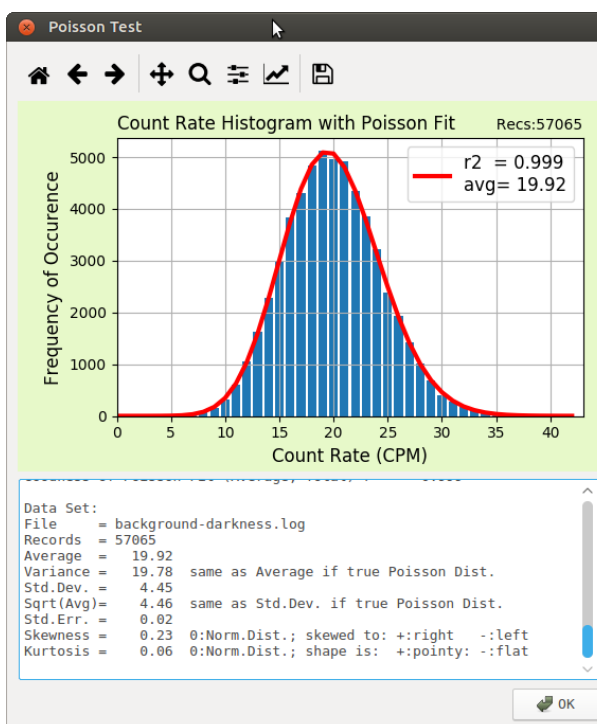 Poisson Test
Count Rate Histogram with Poisson Fit Recs:57065
r2 = 0.999
avg= 19.92
5000
4000
3000
2000
1000
0
Frequency of Occurence
0 5 10 15 20 25 30 35 40
Count Rate (CPM)
Data Set:
File = background-darkness.log
Records = 57065
Average = 19.92
Variance = 19.78 same as Average if true Poisson Dist.
Std.Dev. = 4.45
Sqrt(Avg)= 4.46 same as Std.Dev. if true Poisson Dist.
Std.Err. = 0.02
Skewness = 0.23 0:Norm.Dist.; skewed to: +:right -:left
Kurtosis = 0.06 0:Norm.Dist.; shape is: +:pointy: -:flat
OK